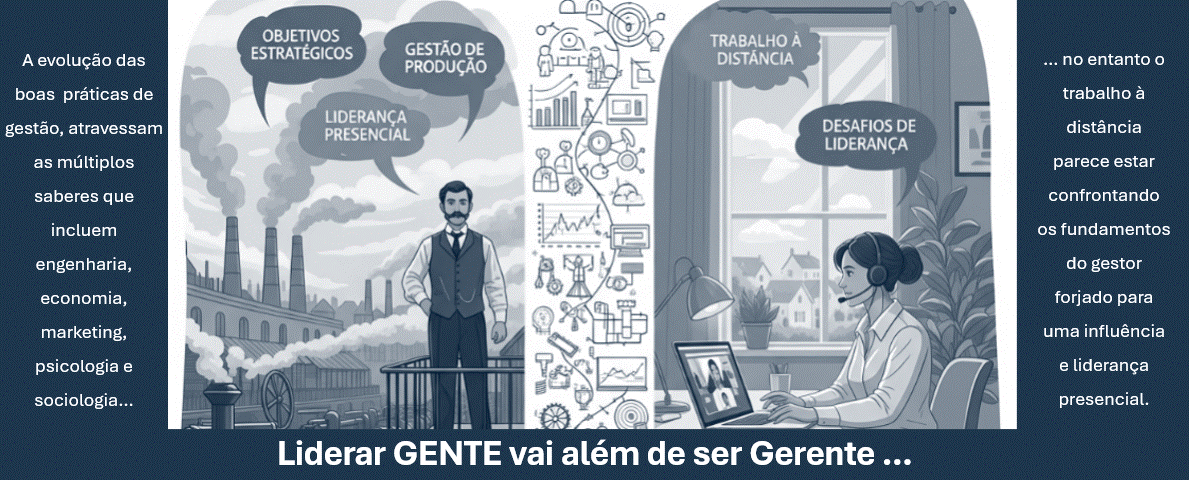 A evolução das
boas práticas de
gestão, atravessam
as múltiplos
saberes que
incluem
engenharia,
economia,
marketing,
psicologia e
sociologia...
OBJETIVOS
ESTRATÉGICOS
GESTÃO DE
PRODUÇÃO
LIDERANÇA
PRESENCIAL
TRABALHO À
DISTÂNCIA
DESAFIOS DE
LIDERANÇA
... no entanto o
trabalho à
distância
parece estar
confrontando
os fundamentos
do gestor
forjado para
uma influência
e liderança
presencial.
Liderar GENTE vai além de ser Gerente ...